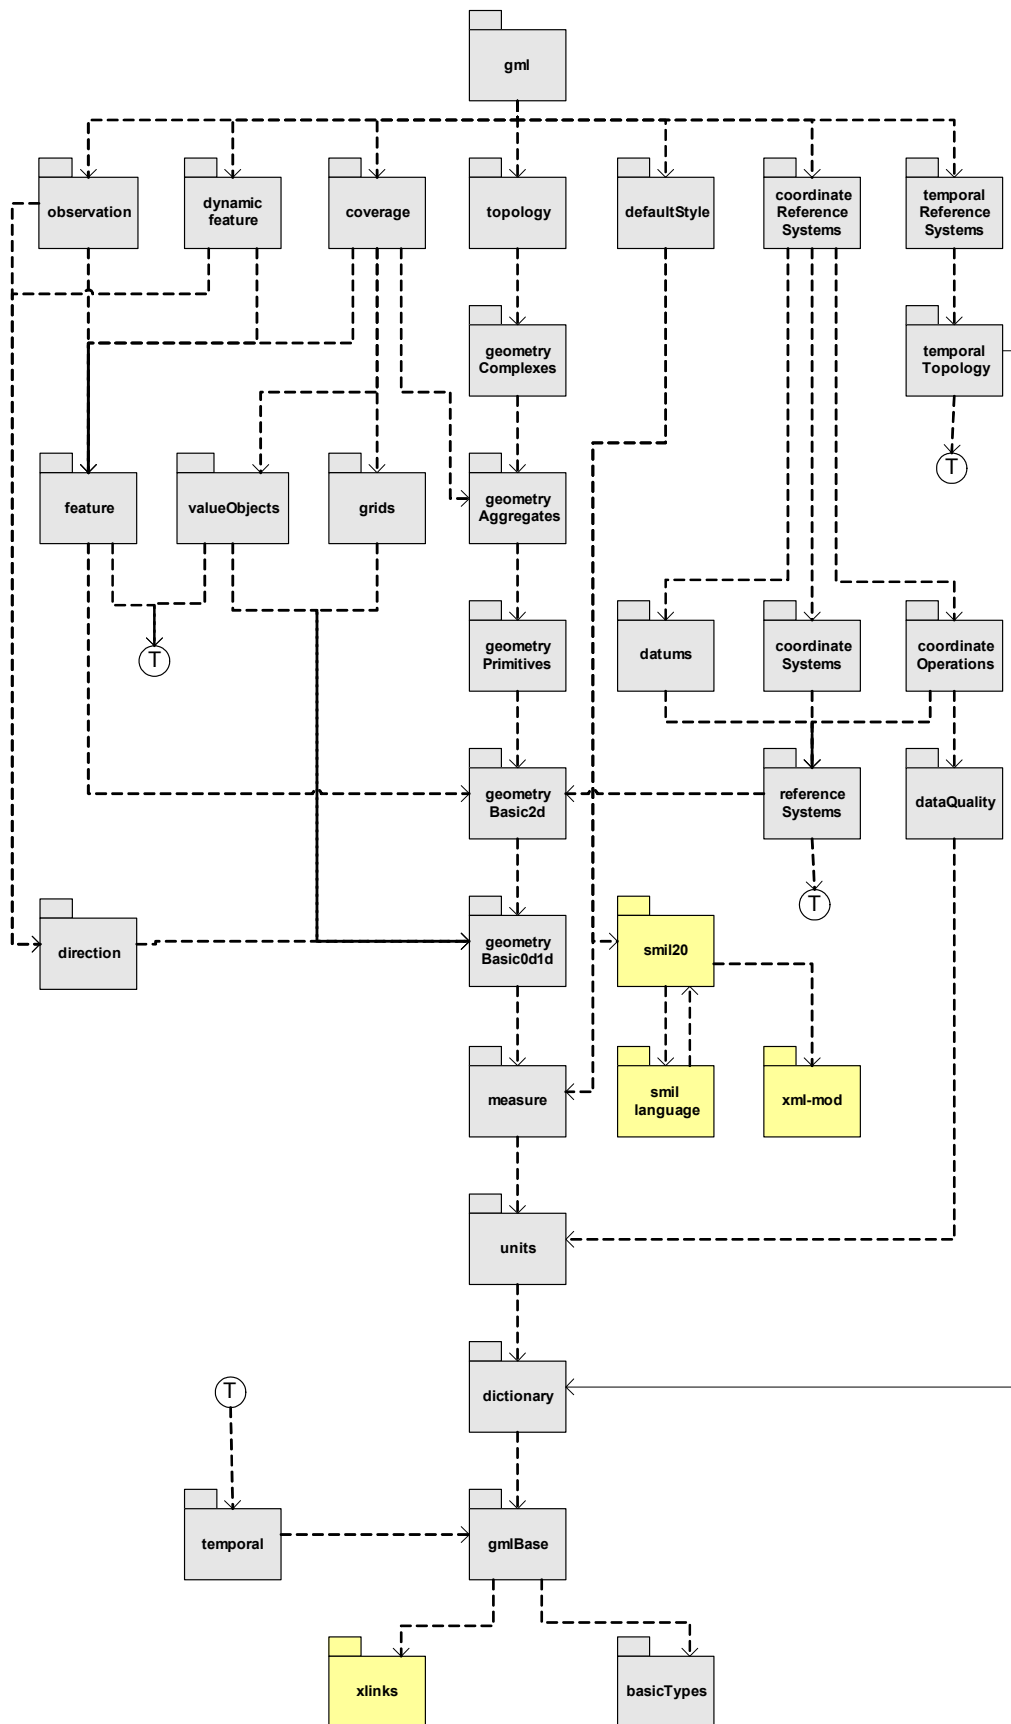 gml
observation
dynamic
feature
coverage
topology
defaultStyle
coordinate
Reference
Systems
temporal
Reference
Systems
geometry
Complexes
temporal
Topology
T
feature
valueObjects
grids
geometry
Aggregates
T
geometry
Primitives
datums
coordinate
Systems
coordinate
Operations
geometry
Basic2d
reference
Systems
dataQuality
T
direction
geometry
Basic0d1d
smil20
measure
smil
language
xml-mod
units
T
dictionary
temporal
gmlBase
xlinks
basicTypes